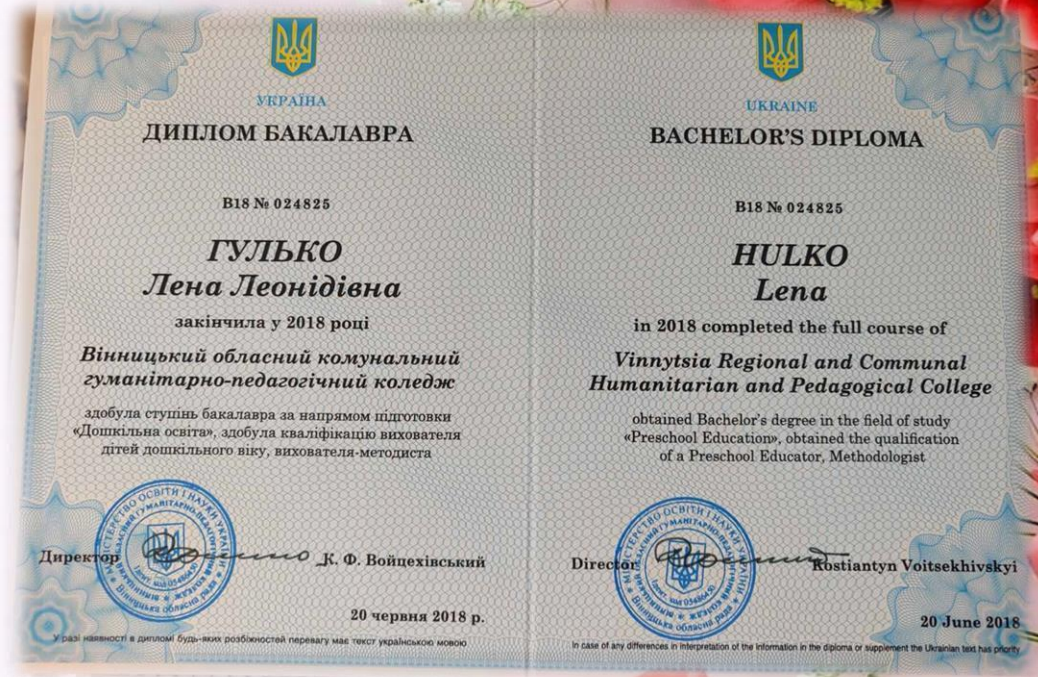 УКРАЇНА
ДИПЛОМ БАКАЛАВРА
В18 № 024825
ГУЛЬКО
Лена Леонідівна
закінчила у 2018 році
Вінницький обласний комунальний
гуманітарно-педагогічний коледж
здобула ступінь бакалавра за напрямом підготовки
«Дошкільна освіта», здобула кваліфікацію вихователя
дітей дошкільного віку, вихователя-методиста
Директор К. Ф. Войцехівський
20 червня 2018 р.
У разі наявності в дипломі будь-яких розбіжностей перевагу має текст українською мовою
UKRAINE
BACHELOR'S DIPLOMA
B18 № 024825
HULKO
Lena
in 2018 completed the full course of
Vinnytsia Regional and Communal
Humanitarian and Pedagogical College
obtained Bachelor's degree in the field of study
«Preschool Education», obtained the qualification
of a Preschool Educator, Methodologist
Director Kostiantyn Voitsekhivskyi
20 June 2018
In case of any differences in interpretation of the information in the diploma or supplement the Ukrainian text has priority
МІНІСТЕРСТВО ОСВІТИ І НАУКИ УКРАЇНИ